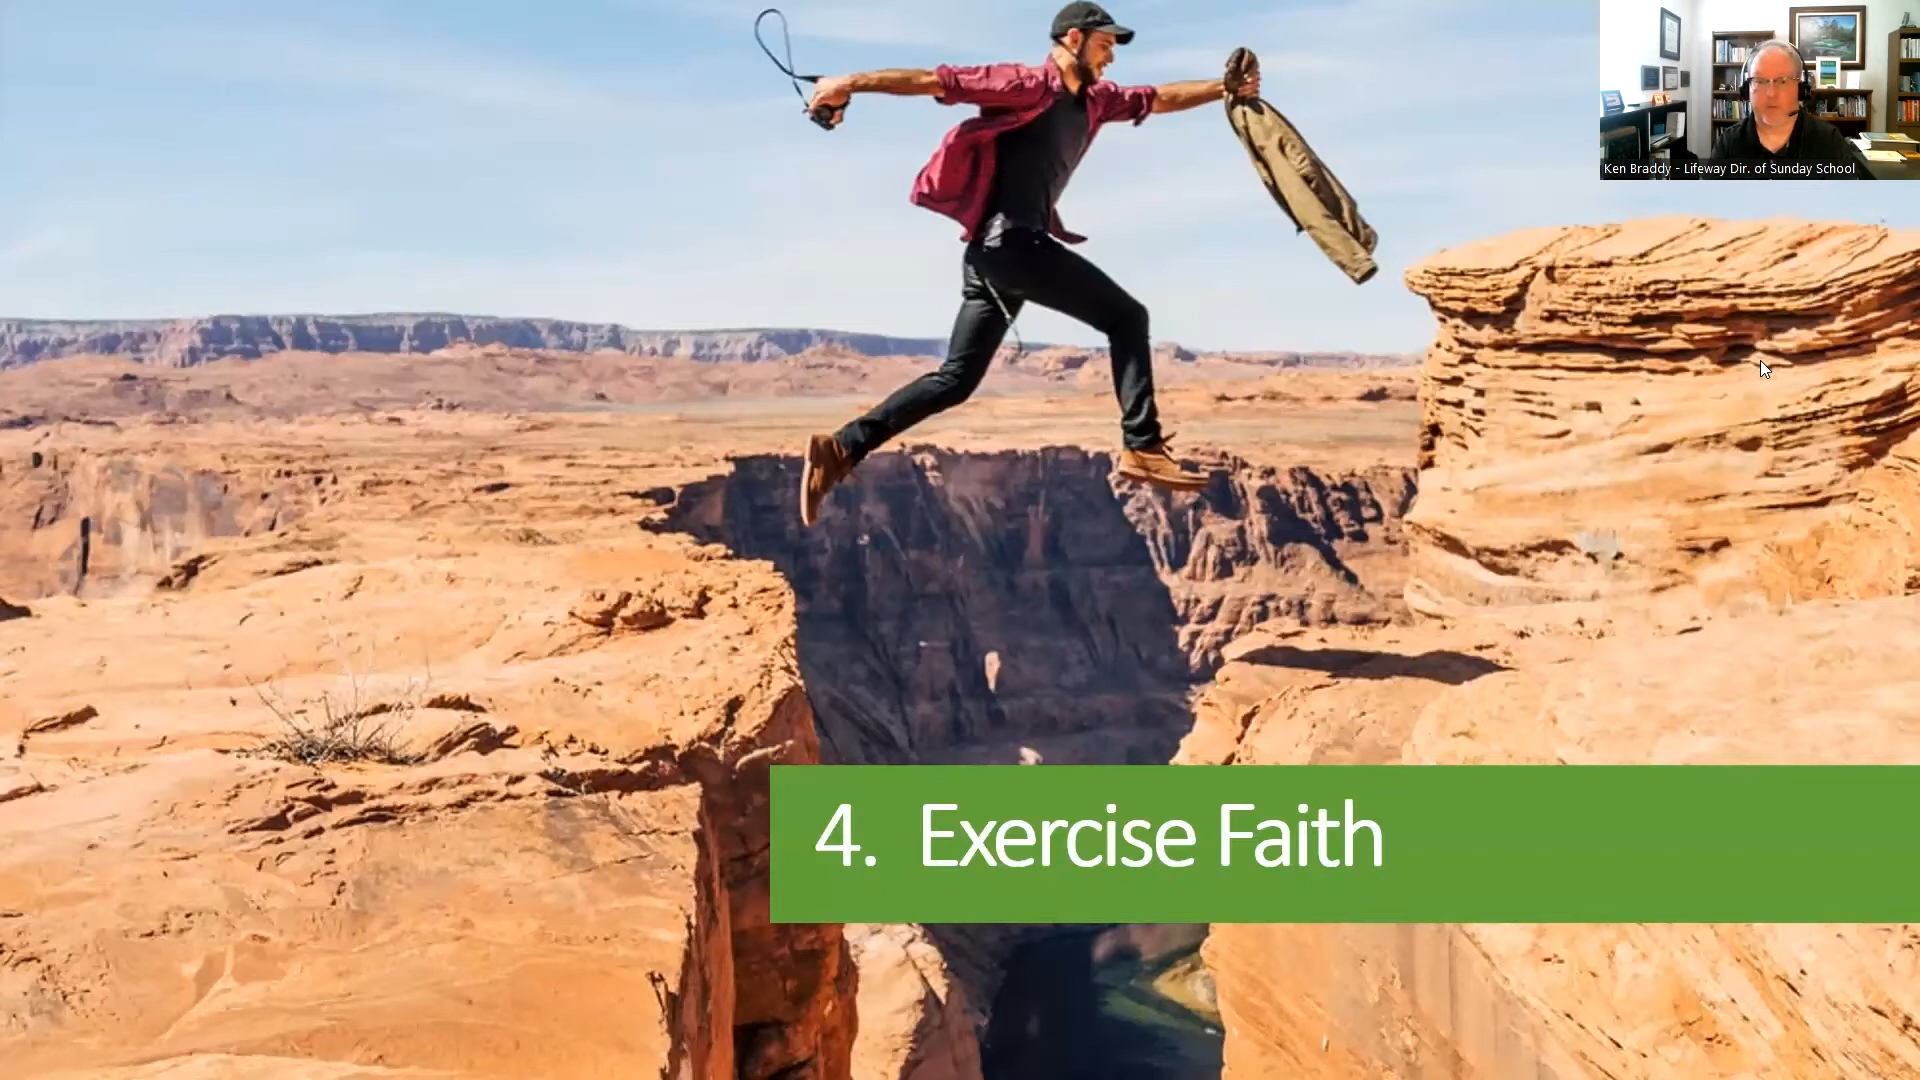 Ken Braddy - Lifeway Dir. of Sunday School
4. Exercise Faith